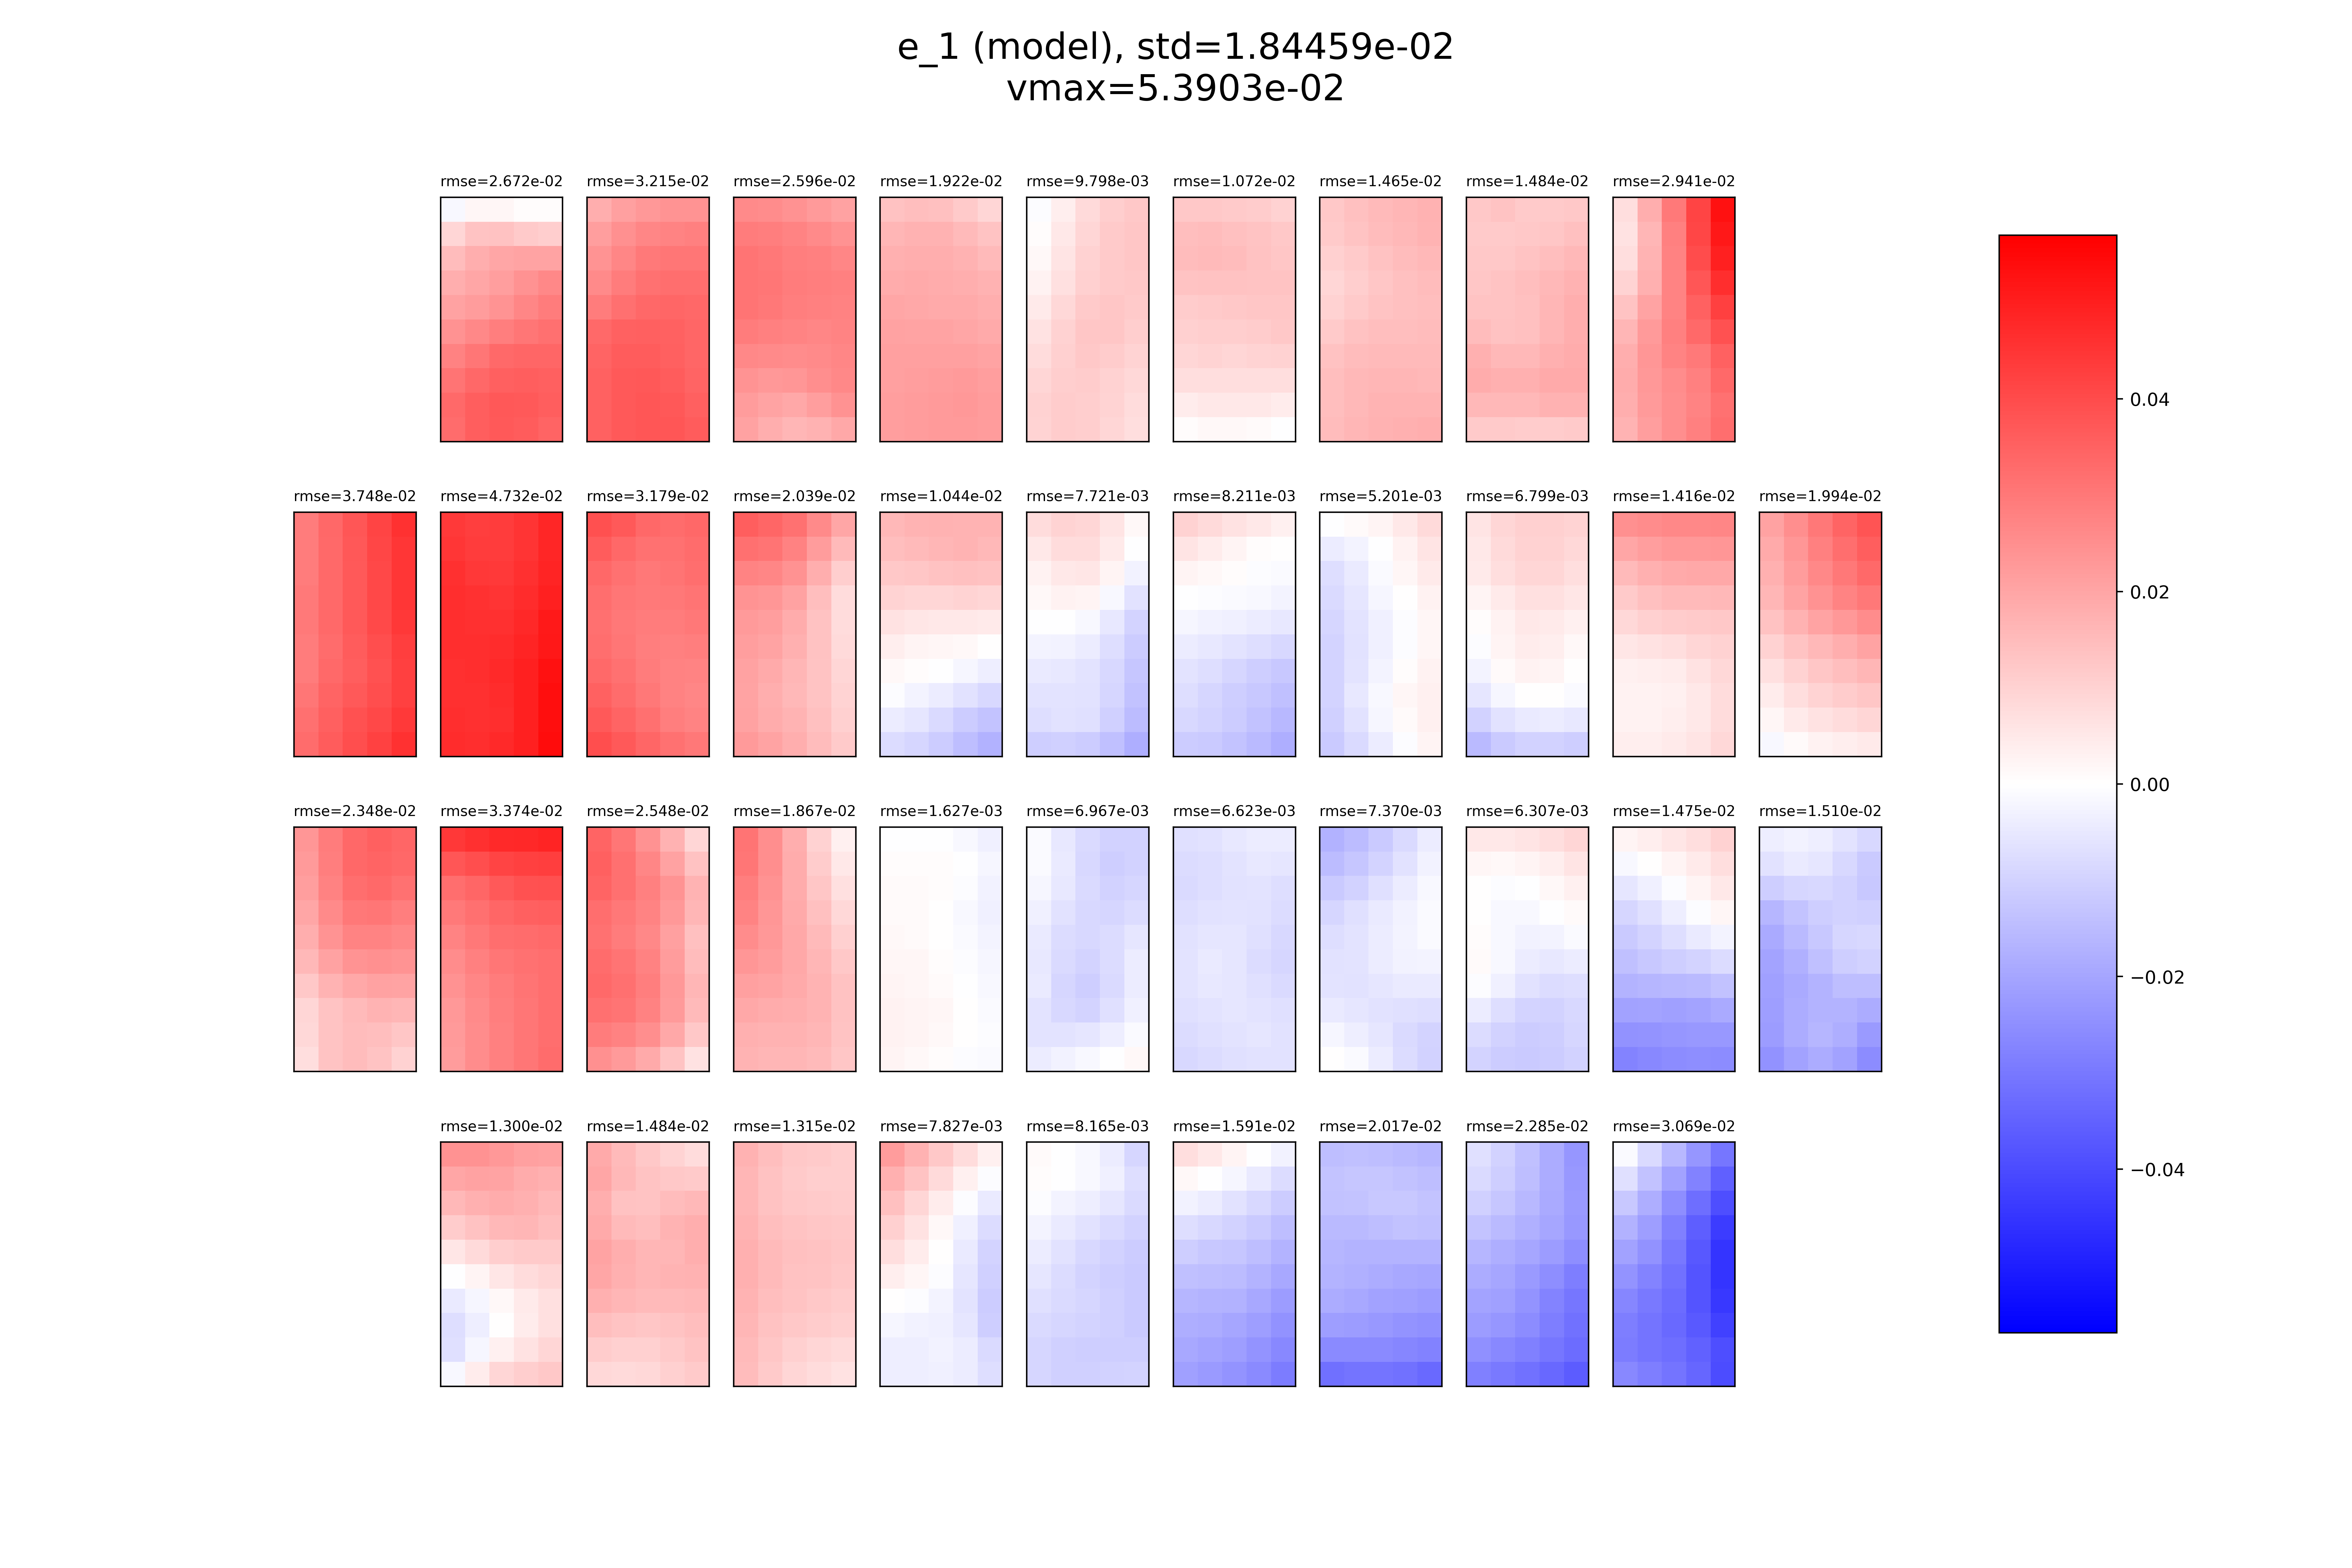 e_1 (model), std=1.84459e-02
vmax=5.3903e-02
rmse=2.672e-02 rmse=3.215e-02 rmse=2.596e-02 rmse=1.922e-02 rmse=9.798e-03 rmse=1.072e-02 rmse=1.465e-02 rmse=1.484e-02 rmse=2.941e-02
rmse=3.748e-02 rmse=4.732e-02 rmse=3.179e-02 rmse=2.039e-02 rmse=1.044e-02 rmse=7.721e-03 rmse=8.211e-03 rmse=5.201e-03 rmse=6.799e-03 rmse=1.416e-02 rmse=1.994e-02
rmse=2.348e-02 rmse=3.374e-02 rmse=2.548e-02 rmse=1.867e-02 rmse=1.627e-03 rmse=6.967e-03 rmse=6.623e-03 rmse=7.370e-03 rmse=6.307e-03 rmse=1.475e-02 rmse=1.510e-02
rmse=1.300e-02 rmse=1.484e-02 rmse=1.315e-02 rmse=7.827e-03 rmse=8.165e-03 rmse=1.591e-02 rmse=2.017e-02 rmse=2.285e-02 rmse=3.069e-02
0.04
0.02
0.00
−0.02
−0.04